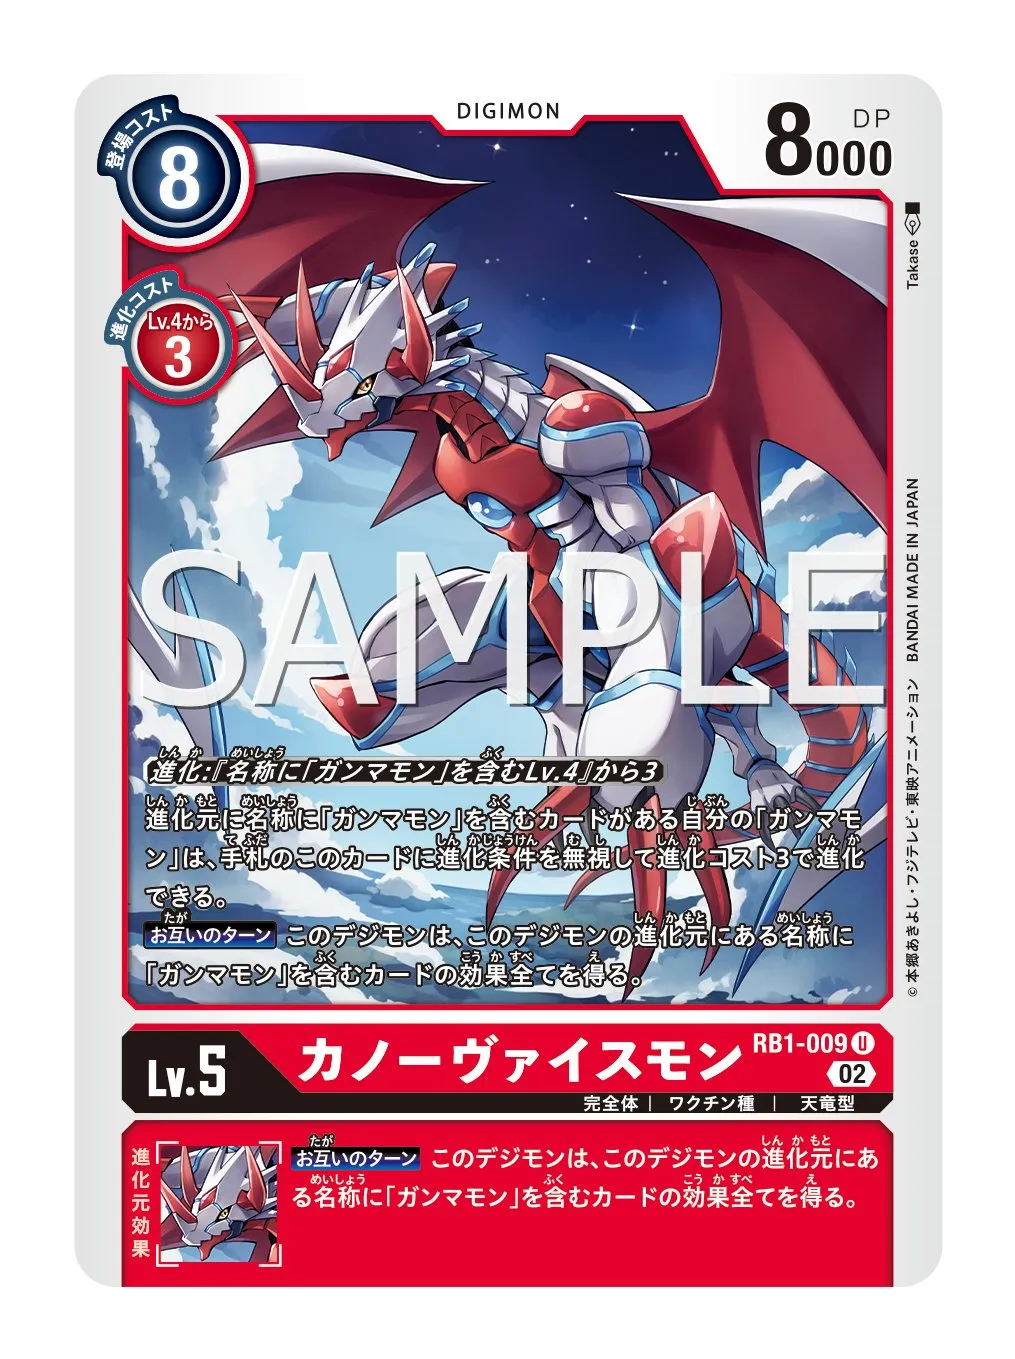 DIGIMON
登場コスト
8
8000
DP
進化コスト
Lv.4から
3
Takase
SAMPLE
進化:『名称に「ガンマモン」を含むLv.4』から3
進化元に名称に「ガンマモン」を含むカードがある自分の「ガンマモ
ン」は、手札のこのカードに進化条件を無視して進化コスト3で進化
できる。
お互いのターン このデジモンは、このデジモンの進化元にある名称に
「ガンマモン」を含むカードの効果全てを得る。
© 本郷あきよし・フジテレビ・東映アニメーション BANDAI MADE IN JAPAN
Lv.5
カノーヴァイスモン
RB1-009 U
02
完全体 | ワクチン種 | 天竜型
進化元効果
お互いのターン このデジモンは、このデジモンの進化元にあ
る名称に「ガンマモン」を含むカードの効果全てを得る。